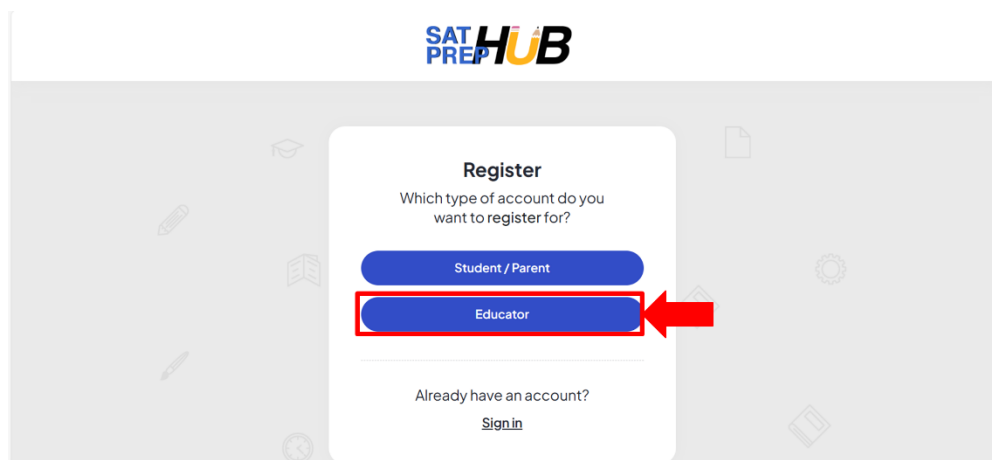 SAT
PREP
HUB
Register
Which type of account do you
want to register for?
Student / Parent
Educator
Already have an account?
Sign in